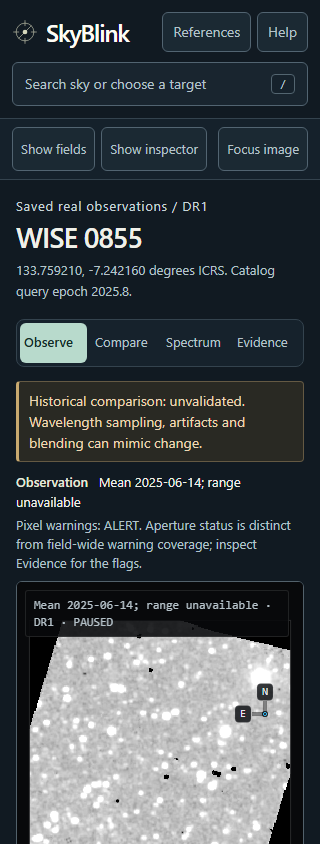 SkyBlink
References
Help
Search sky or choose a target
/
Show fields
Show inspector
Focus image
Saved real observations / DR1
WISE 0855
133.759210, -7.242160 degrees ICRS. Catalog
query epoch 2025.8.
Observe
Compare
Spectrum
Evidence
Historical comparison: unvalidated.
Wavelength sampling, artifacts and
blending can mimic change.
Observation Mean 2025-06-14; range
unavailable
Pixel warnings: ALERT. Aperture status is distinct
from field-wide warning coverage; inspect
Evidence for the flags.
Mean 2025-06-14; range unavailable ·
DR1 · PAUSED
N
E